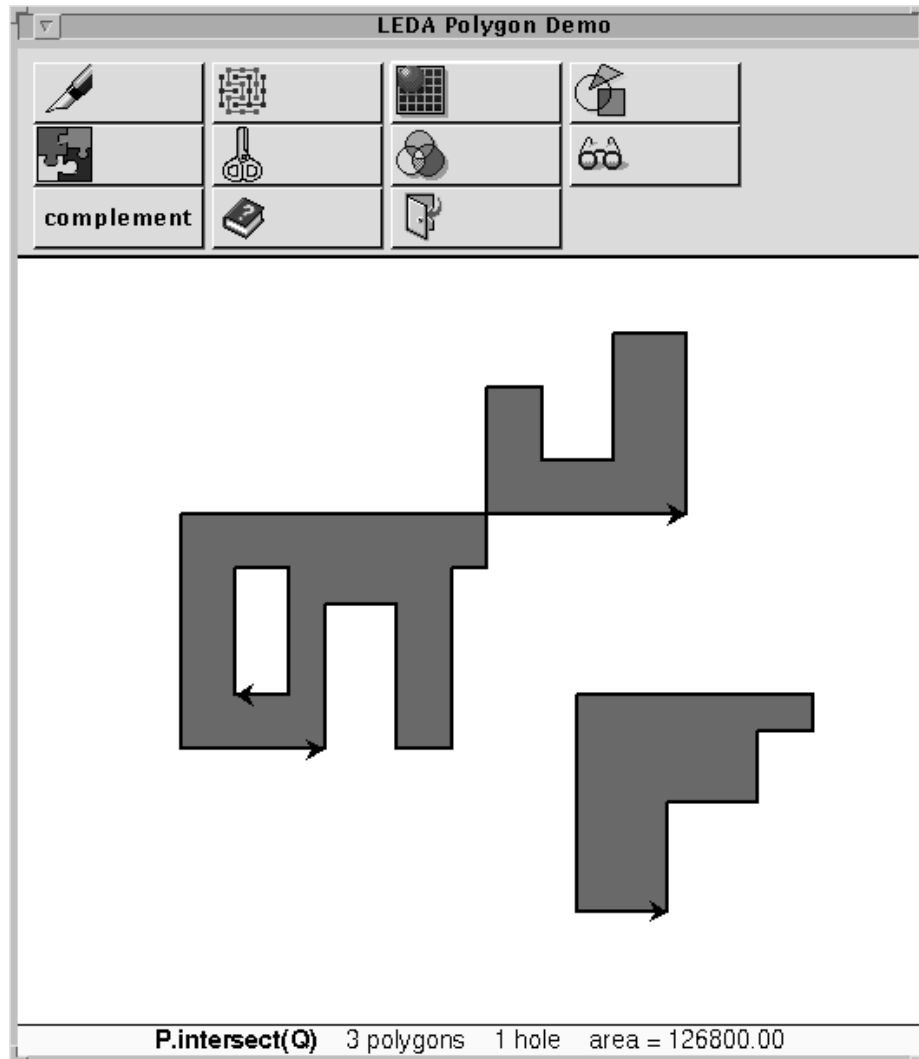 LEDA Polygon Demo
complement
?
P.intersect(Q) 3 polygons 1 hole area = 126800.00